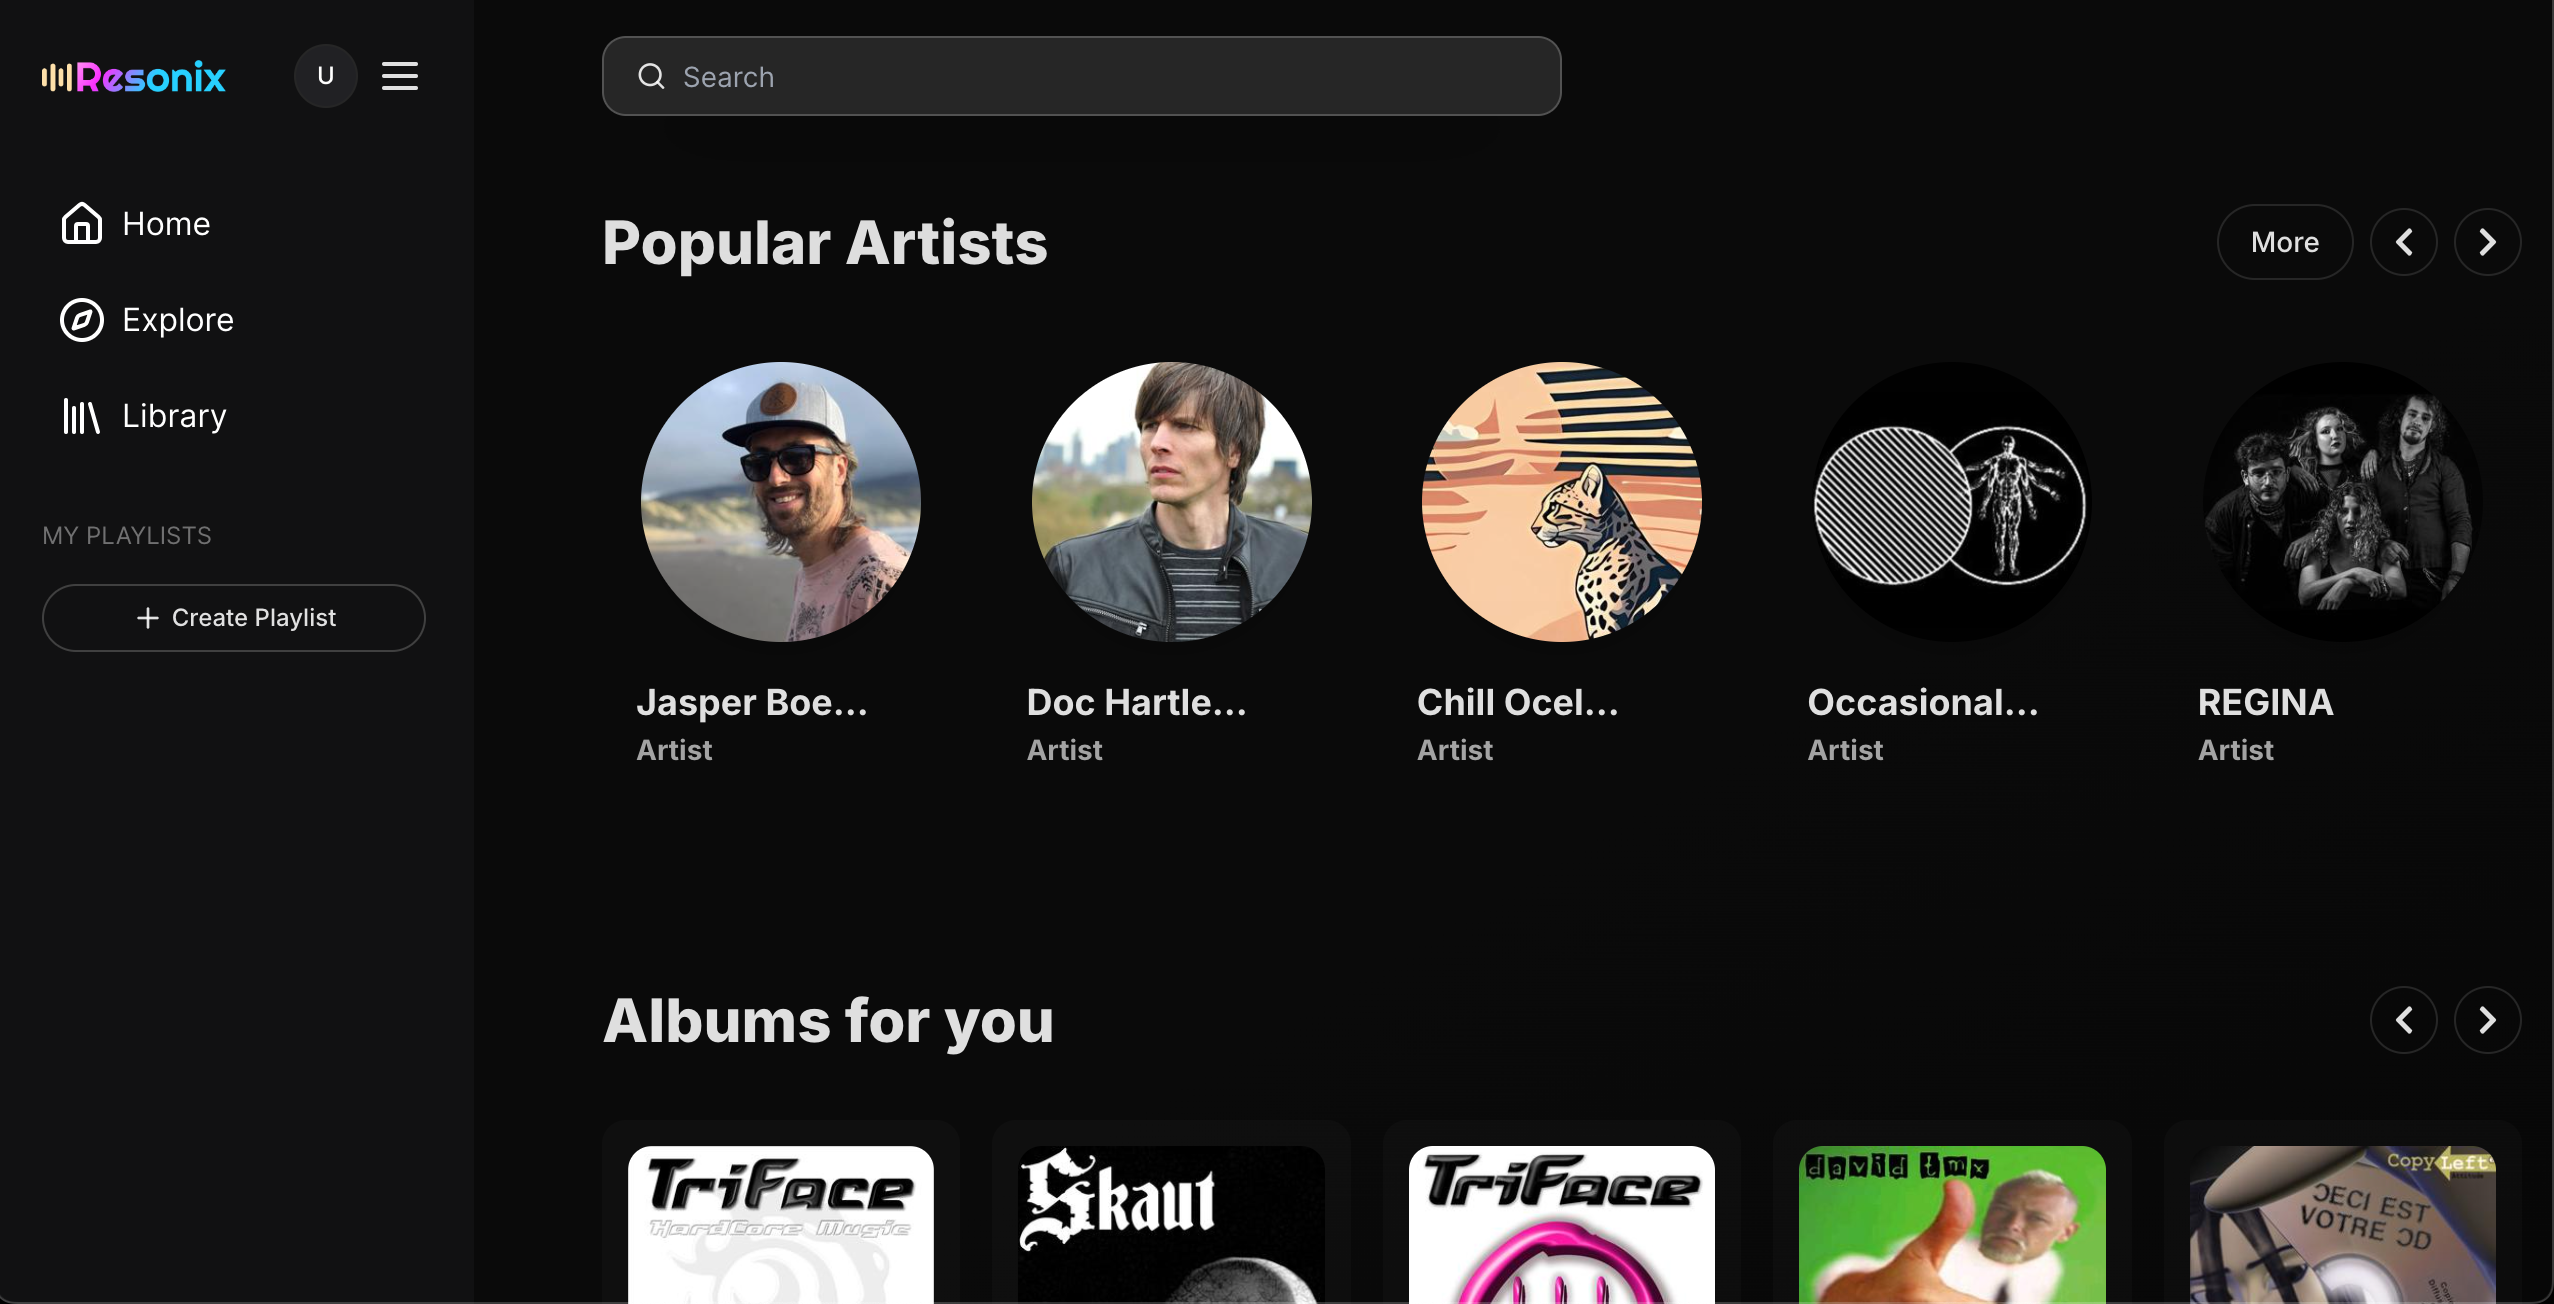 Resonix
U
Search
Home
Explore
Library
MY PLAYLISTS
+ Create Playlist
Popular Artists
More
Jasper Boe...
Artist
Doc Hartle...
Artist
Chill Ocel...
Artist
Occasional...
Artist
REGINA
Artist
Albums for you
TriFace
HardCore Music
Skaut
TriFace
david tmx
Copy Left
CECI EST
VOTRE CD